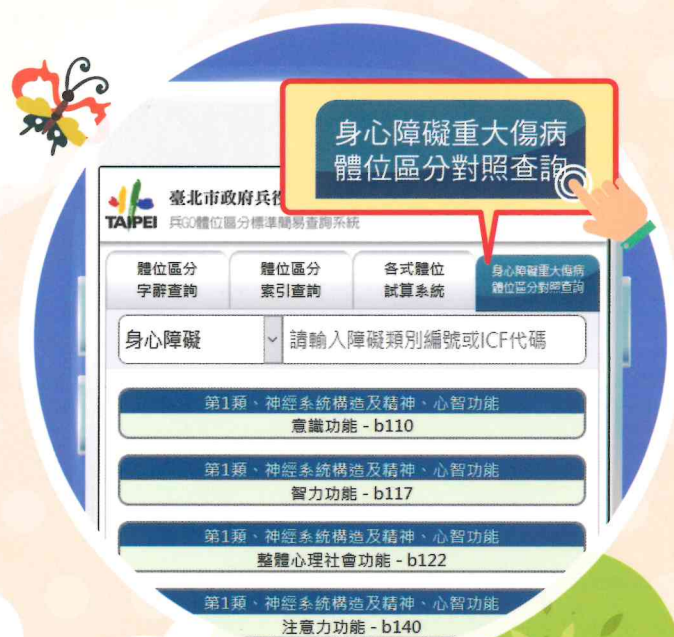 身心障礙重大傷病
體位區分對照查詢
臺北市政府兵役
TAIPEI 兵GO體位區分標準簡易查詢系統
體位區分
字辭查詢
體位區分
索引查詢
各式體位
試算系統
身心障礙重大傷病
體位區分對照查詢
身心障礙
請輸入障礙類別編號或ICF代碼
第1類、神經系統構造及精神、心智功能
意識功能 - b110
第1類、神經系統構造及精神、心智功能
智力功能 - b117
第1類、神經系統構造及精神、心智功能
整體心理社會功能 - b122
第1類、神經系統構造及精神、心智功能
注意力功能 - b140